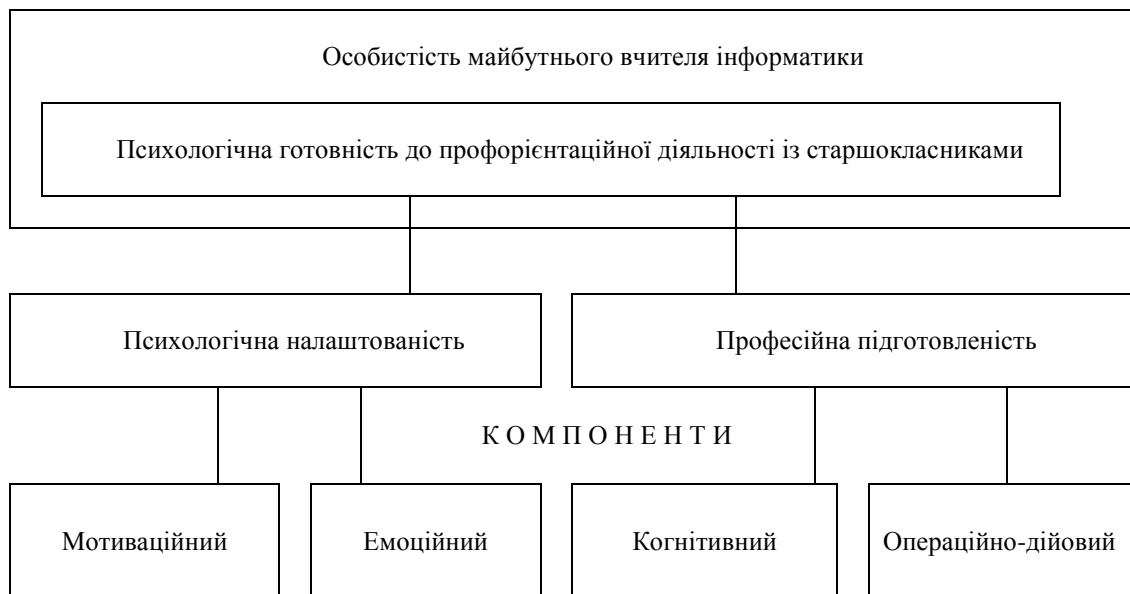 Особистість майбутнього вчителя інформатики
Психологічна готовність до профорієнтаційної діяльності із старшокласниками
Психологічна налаштованість
Професійна підготовленість
К О М П О Н Е Н Т И
Мотиваційний
Емоційний
Когнітивний
Операційно-дійовий